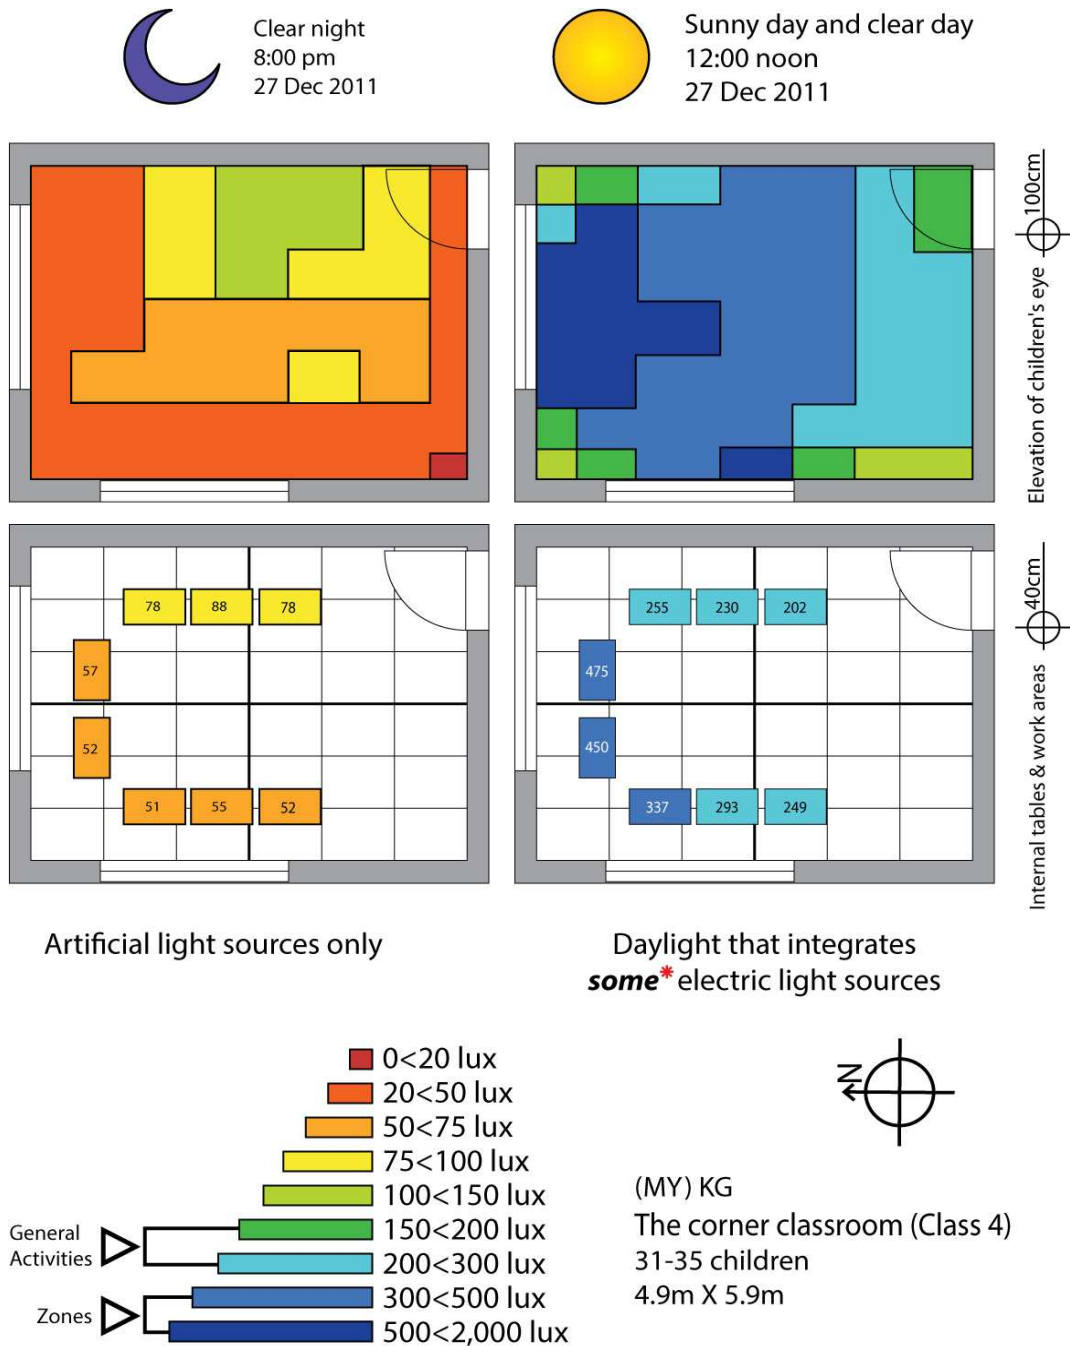 Clear night
8:00 pm
27 Dec 2011
Sunny day and clear day
12:00 noon
27 Dec 2011
100cm
Elevation of children's eye
78 88 78
57
52
51 55 52
255 230 202
475
450
337 293 249
40cm
Internal tables & work areas
Artificial light sources only
Daylight that integrates
some* electric light sources
0<20 lux
20<50 lux
50<75 lux
75<100 lux
100<150 lux
150<200 lux
200<300 lux
300<500 lux
500<2,000 lux
General
Activities
Zones
N
(MY) KG
The corner classroom (Class 4)
31-35 children
4.9m X 5.9m